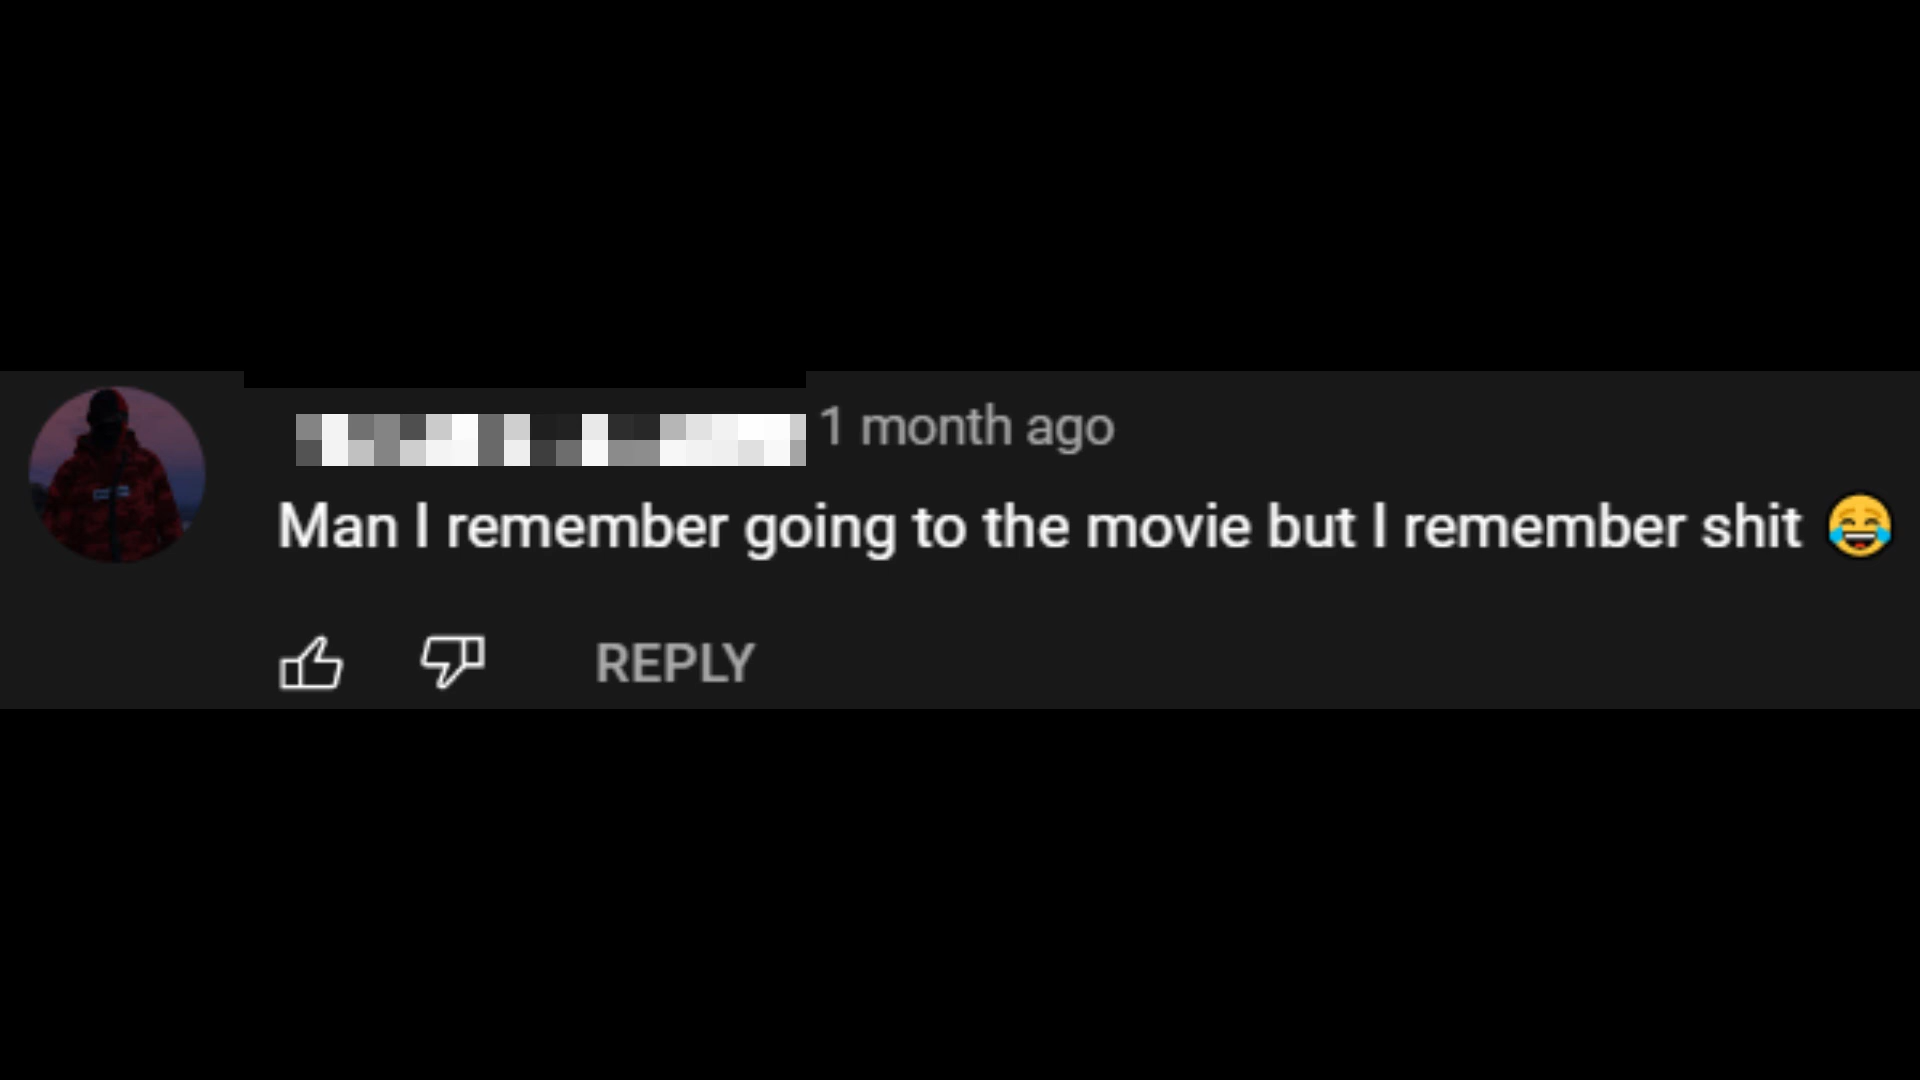 1 month ago
Man I remember going to the movie but I remember shit 😂
REPLY